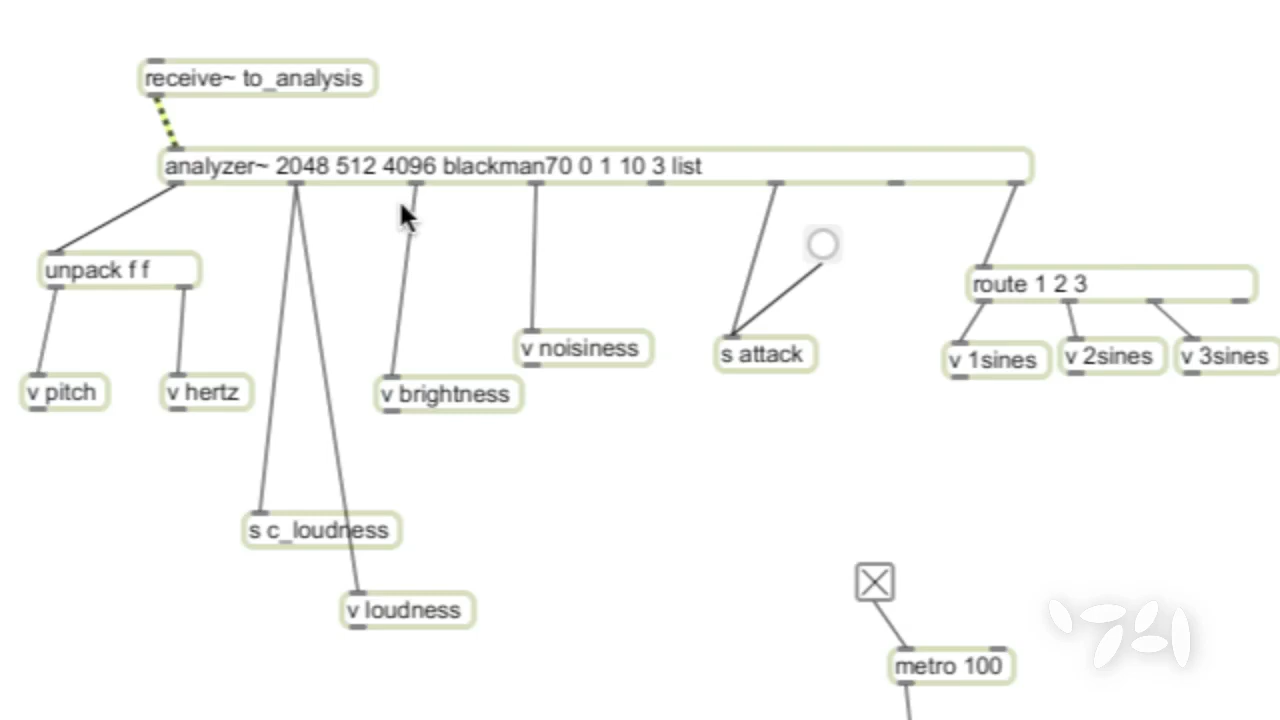 receive~ to_analysis
analyzer~ 2048 512 4096 blackman70 0 1 10 3 list
unpack f f
route 1 2 3
v noisiness
s attack
v 1sines
v 2sines
v 3sines
v pitch
v hertz
v brightness
s c_loudness
v loudness
metro 100